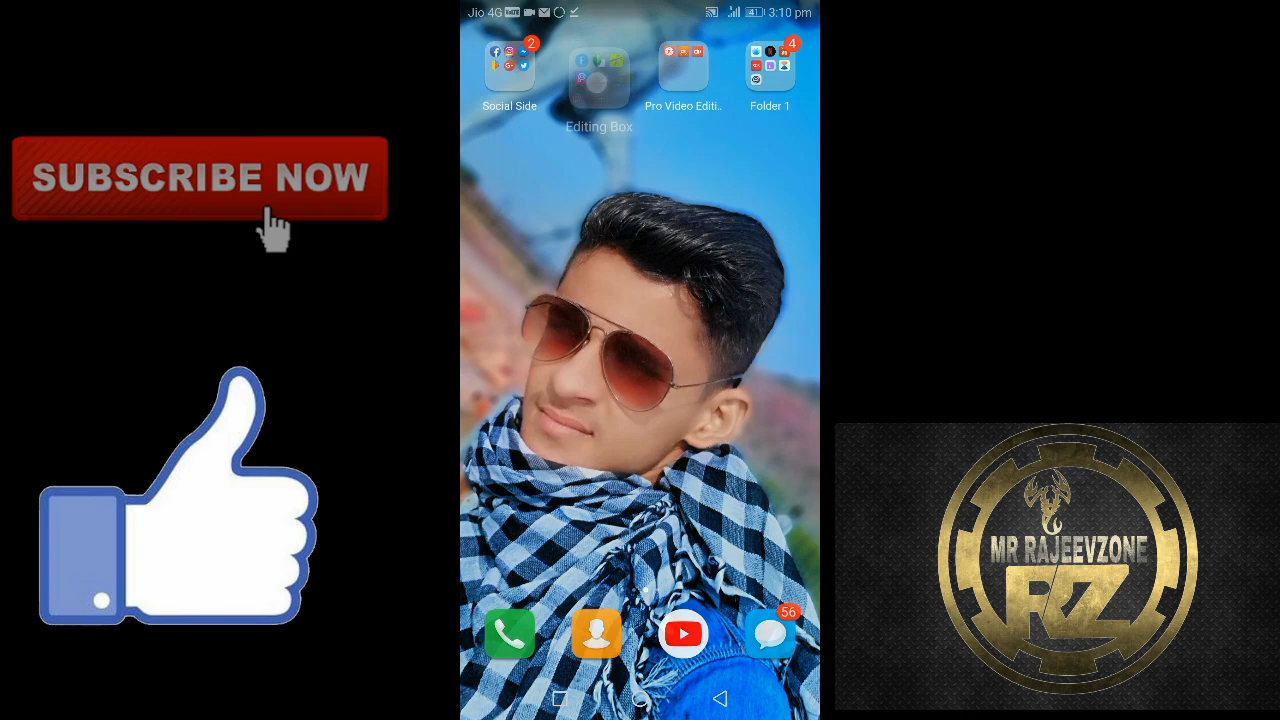 Jio 4G
41
3:10 pm
2
4
Social Side
Editing Box
Pro Video Editi..
Folder 1
SUBSCRIBE NOW
MR RAJEEVZONE
RZ
56